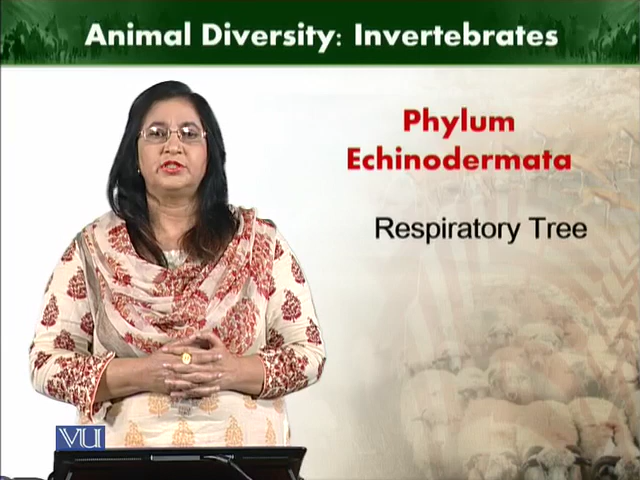 Animal Diversity: Invertebrates
Phylum
Echinodermata
Respiratory Tree
VU